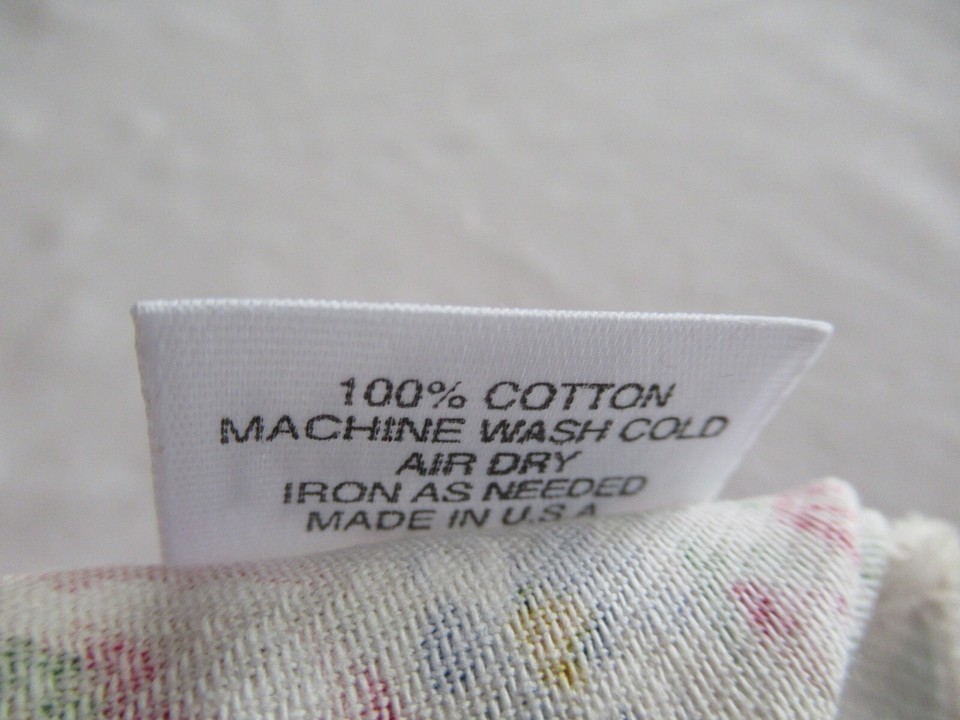 100% COTTON
MACHINE WASH COLD
AIR DRY
IRON AS NEEDED
MADE IN U.S.A